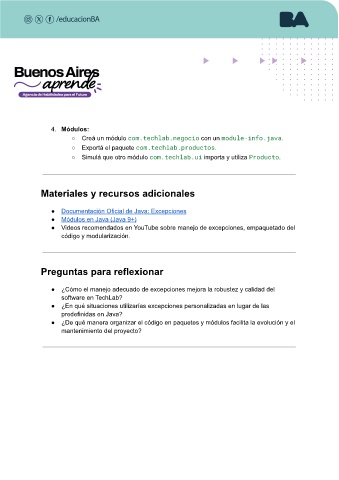 /educacionBA
BA
Buenos Aires
aprende
Agencia de Habilidades para el Futuro
4. Módulos:
○ Creá un módulo com.techlab.negocio con un module-info.java.
○ Exportá el paquete com.techlab.productos.
○ Simulá que otro módulo com.techlab.ui importa y utiliza Producto.
Materiales y recursos adicionales
● Documentación Oficial de Java: Excepciones
● Módulos en Java (Java 9+)
● Videos recomendados en YouTube sobre manejo de excepciones, empaquetado del
código y modularización.
Preguntas para reflexionar
● ¿Cómo el manejo adecuado de excepciones mejora la robustez y calidad del
software en TechLab?
● ¿En qué situaciones utilizarías excepciones personalizadas en lugar de las
predefinidas en Java?
● ¿De qué manera organizar el código en paquetes y módulos facilita la evolución y el
mantenimiento del proyecto?